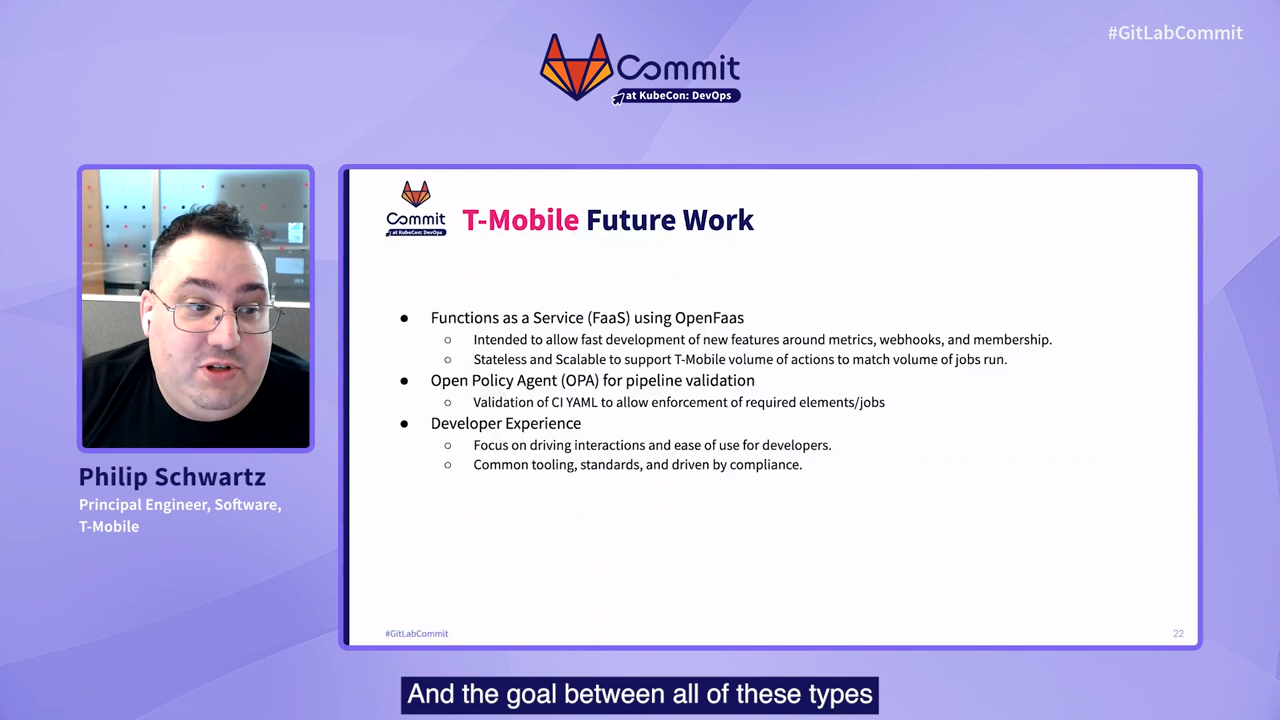 #GitLabCommit
Commit
at KubeCon: DevOps
Commit
at KubeCon: DevOps
T-Mobile Future Work
● Functions as a Service (FaaS) using OpenFaas
○ Intended to allow fast development of new features around metrics, webhooks, and membership.
○ Stateless and Scalable to support T-Mobile volume of actions to match volume of jobs run.
● Open Policy Agent (OPA) for pipeline validation
○ Validation of CI YAML to allow enforcement of required elements/jobs
● Developer Experience
○ Focus on driving interactions and ease of use for developers.
○ Common tooling, standards, and driven by compliance.
Philip Schwartz
Principal Engineer, Software,
T-Mobile
#GitLabCommit
22
And the goal between all of these types